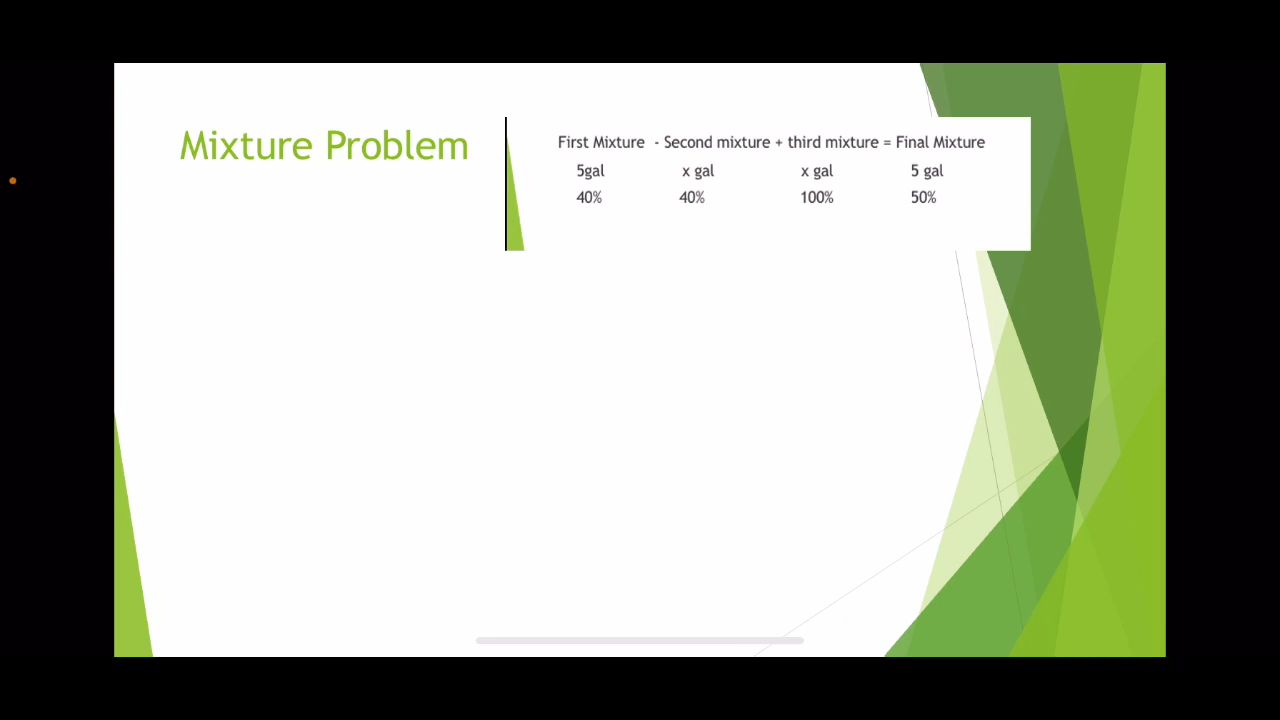 Mixture Problem
First Mixture - Second mixture + third mixture = Final Mixture
5gal x gal x gal 5 gal
40% 40% 100% 50%